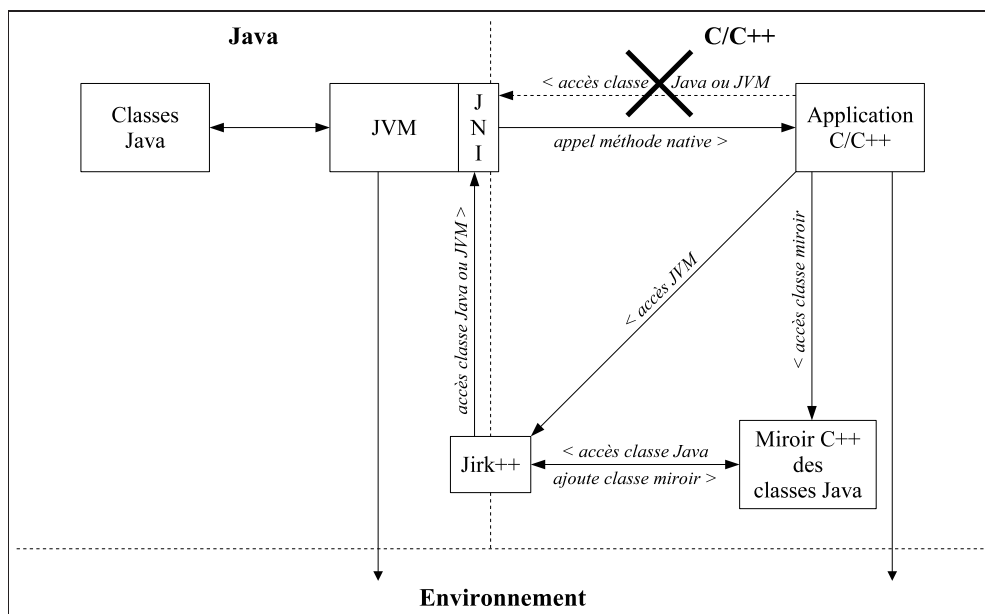 Java
C/C++
< accès classe Java ou JVM
Classes
Java
JVM
J
N
I
Application
C/C++
appel méthode native >
accès classe Java ou JVM >
< accès JVM
< accès classe miroir
Jirk++
< accès classe Java
ajoute classe miroir >
Miroir C++
des
classes Java
Environnement